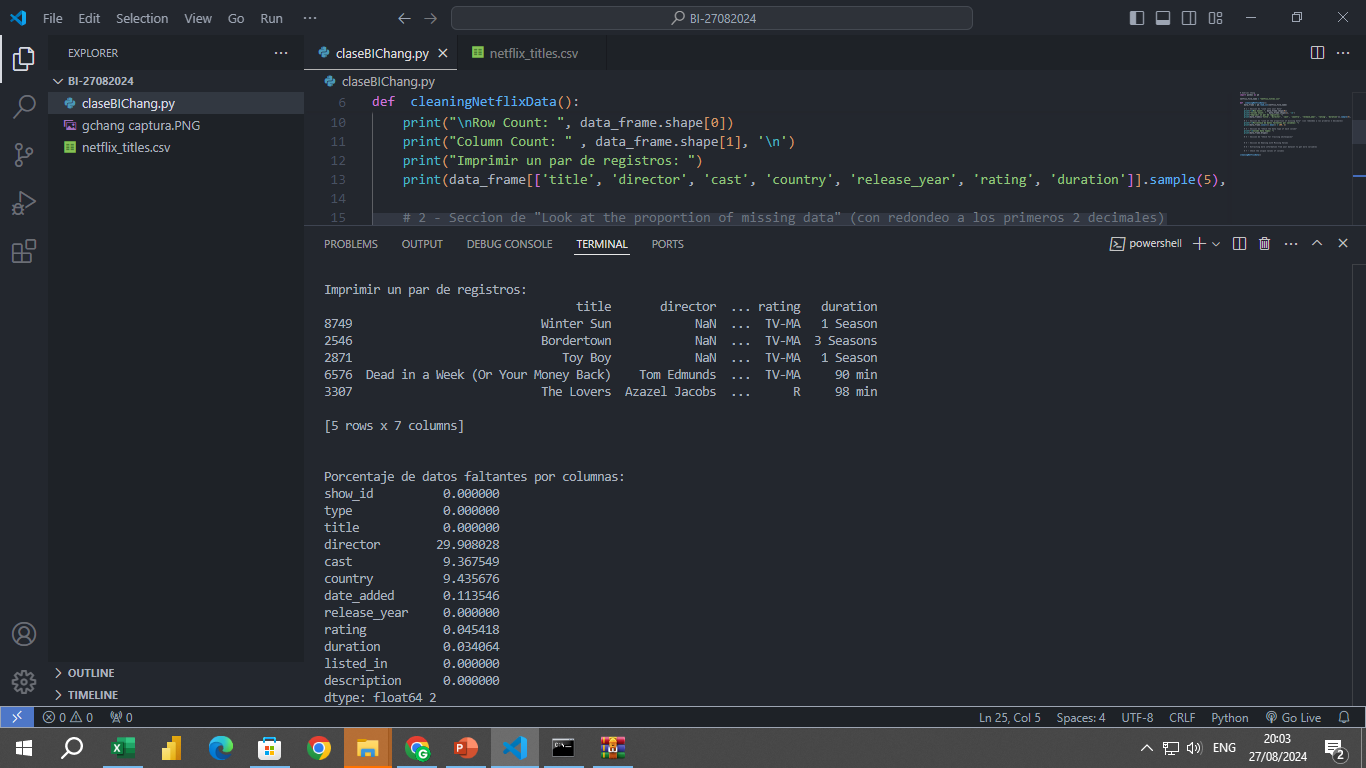 File Edit Selection View Go Run ··· BI-27082024
EXPLORER ···
BI-27082024
claseBIChang.py
gchang captura.PNG
netflix_titles.csv
OUTLINE
TIMELINE
claseBIChang.py netflix_titles.csv
claseBIChang.py
6 def cleaningNetflixData():
10 print("\nRow Count: ", data_frame.shape[0])
11 print("Column Count: " , data_frame.shape[1], '\n')
12 print("Imprimir un par de registros: ")
13 print(data_frame[['title', 'director', 'cast', 'country', 'release_year', 'rating', 'duration']].sample(5),
14
15 # 2 - Seccion de "Look at the proportion of missing data" (con redondeo a los primeros 2 decimales)
PROBLEMS OUTPUT DEBUG CONSOLE TERMINAL PORTS powershell
Imprimir un par de registros:
title director ... rating duration
8749 Winter Sun NaN ... TV-MA 1 Season
2546 Bordertown NaN ... TV-MA 3 Seasons
2871 Toy Boy NaN ... TV-MA 1 Season
6576 Dead in a Week (Or Your Money Back) Tom Edmunds ... TV-MA 90 min
3307 The Lovers Azazel Jacobs ... R 98 min
[5 rows x 7 columns]
Porcentaje de datos faltantes por columnas:
show_id 0.000000
type 0.000000
title 0.000000
director 29.908028
cast 9.367549
country 9.435676
date_added 0.113546
release_year 0.000000
rating 0.045418
duration 0.034064
listed_in 0.000000
description 0.000000
dtype: float64 2
0 0 0 Ln 25, Col 5 Spaces: 4 UTF-8 CRLF Python Go Live
ENG 20:03
27/08/2024 2